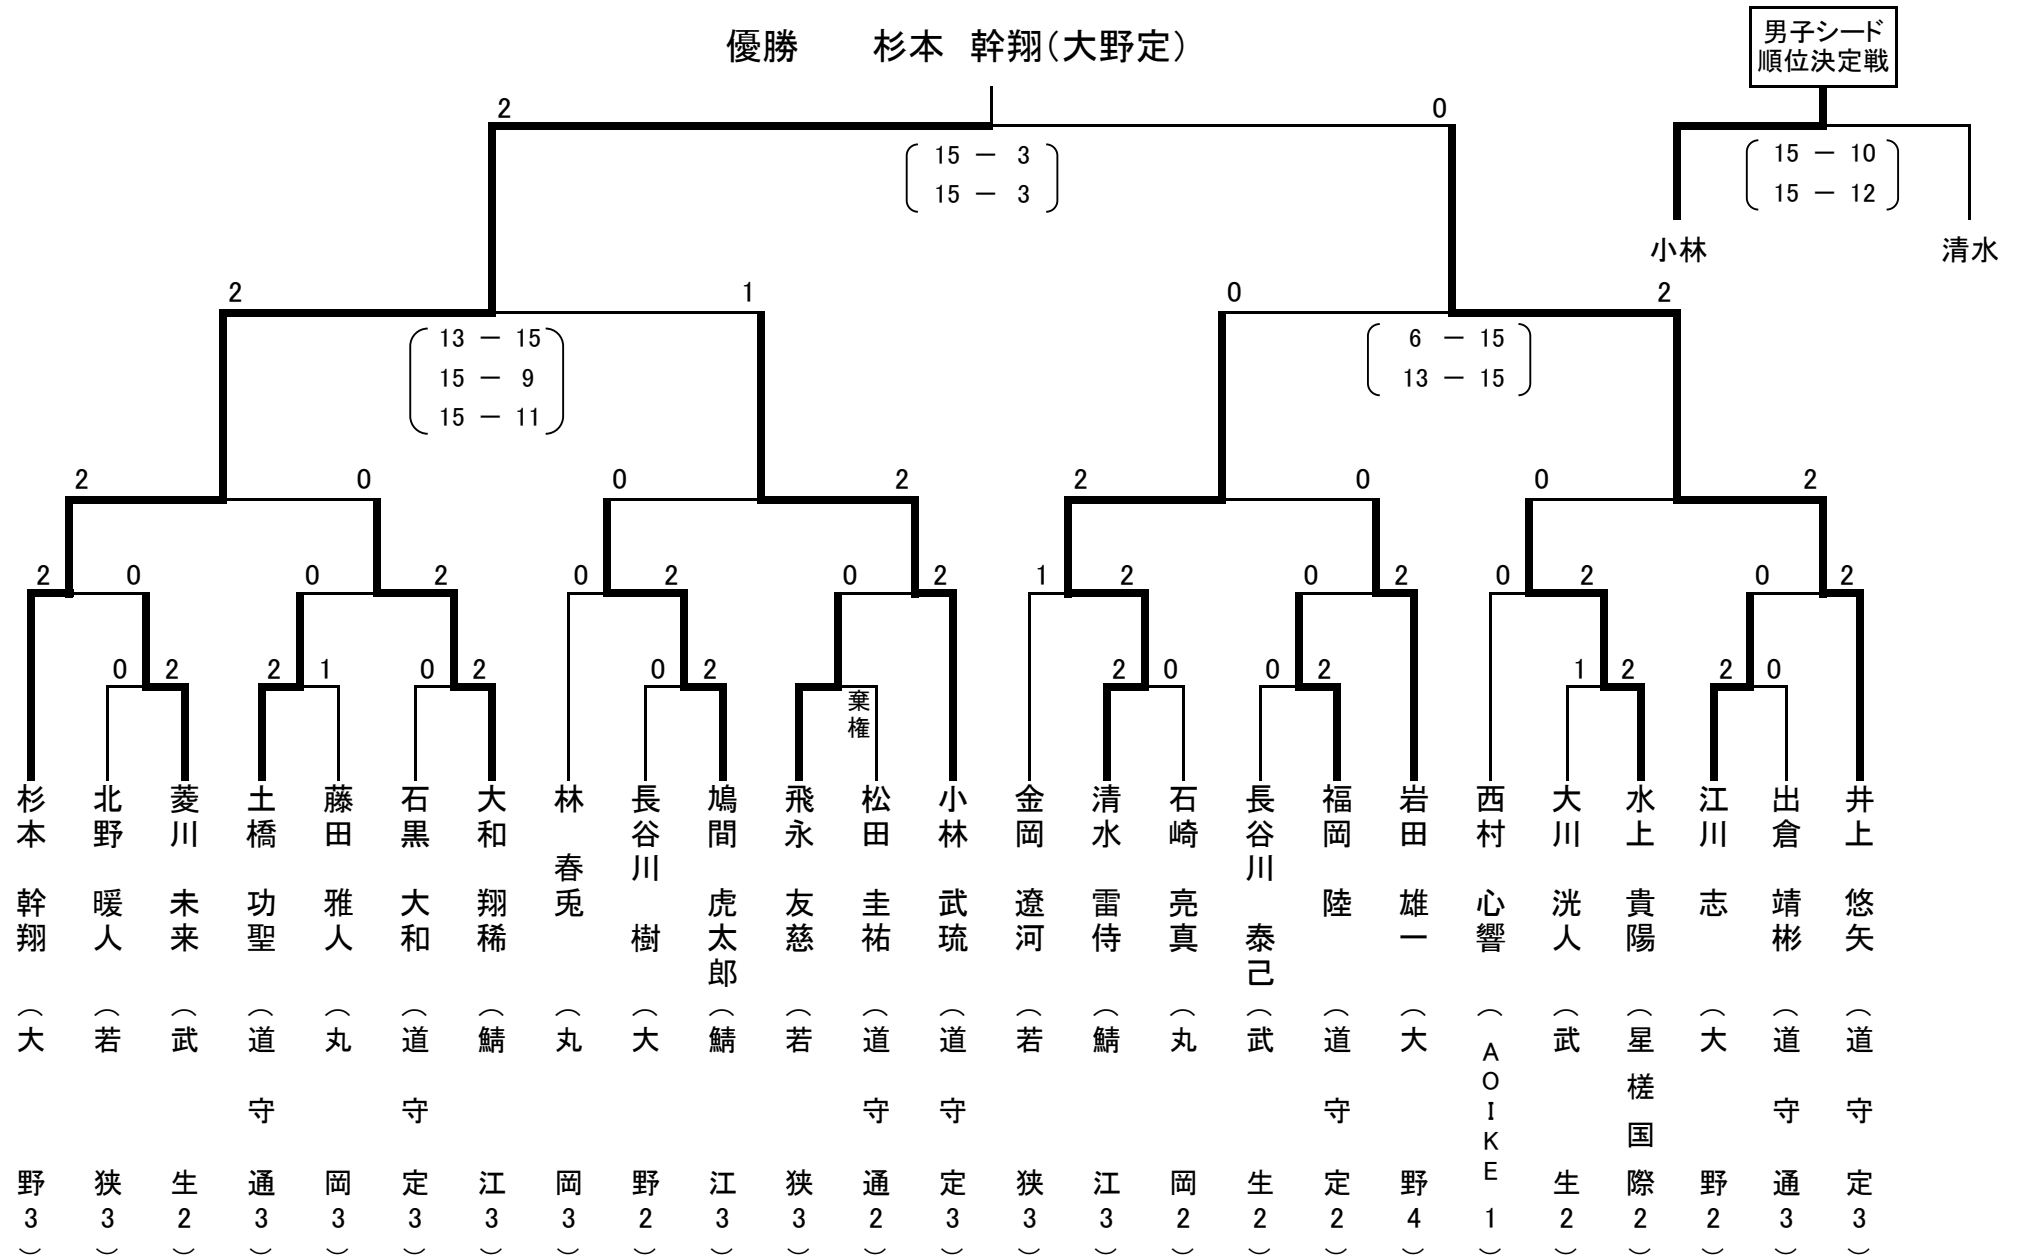 優勝　杉本　幹翔（大野定）
男子シード
順位決定戦
2 0
15 － 3
15 － 3
15 － 10
15 － 12
小林 清水
2 1 0 2
13 － 15
15 － 9
15 － 11
6 － 15
13 － 15
2 0 0 2 2 0 0 2
2 0 0 2 0 2 0 2 1 2 0 2 0 2 0 2
0 2 2 1 0 2 0 2 2 0 0 2 1 2 2 0
棄権
杉本　幹翔（大野3）
北野　暖人（若狭3）
菱川　未来（武生2）
土橋　功聖（道守通3）
藤田　雅人（丸岡3）
石黒　大和（道守定3）
大和　翔稀（鯖江3）
林　春兎（丸岡3）
長谷川　樹（大野2）
鳩間　虎太郎（鯖江3）
飛永　友慈（若狭3）
松田　圭祐（道守通2）
小林　武琉（道守定3）
金岡　遼河（若狭3）
清水　雷侍（鯖江3）
石崎　亮真（丸岡2）
長谷川　泰己（武生2）
福岡　陸（道守定2）
岩田　雄一（大野4）
西村　心響（AOIKE1）
大川　洸人（武生2）
水上　貴陽（星槎国際2）
江川　志（大野2）
出倉　靖彬（道守通3）
井上　悠矢（道守定3）